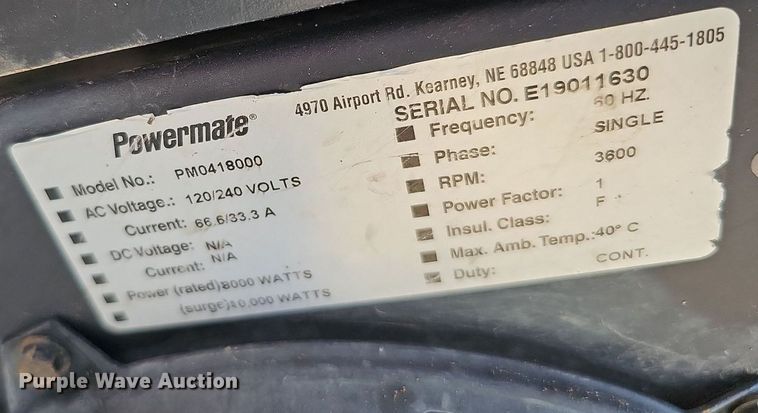 Powermate®
4970 Airport Rd. Kearney, NE 68848 USA 1-800-445-1805
SERIAL NO. E19011630
Model No.: PM0418000
AC Voltage.: 120/240 VOLTS
Current: 66.6/33.3 A
DC Voltage: N/A
Current: N/A
Power (rated)8000 WATTS
(surge)10,000 WATTS
Frequency: 60 HZ.
Phase: SINGLE
RPM: 3600
Power Factor: 1
Insul. Class: F
Max. Amb. Temp.:40° C
Duty: CONT.
Purple Wave Auction